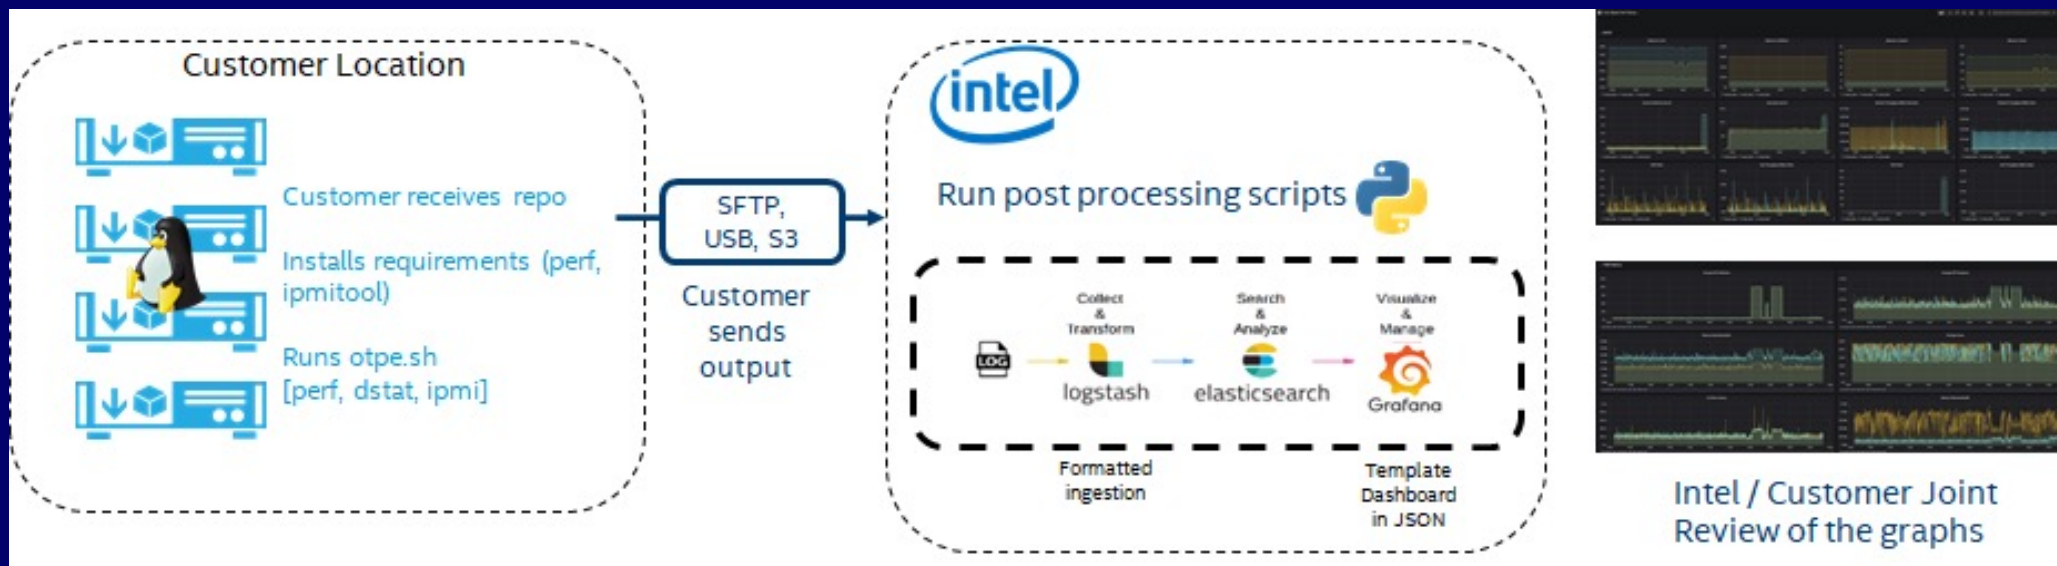 Customer Location
Customer receives repo
Installs requirements (perf,
ipmitool)
Runs otpe.sh
[perf, dstat, ipmi]
SFTP,
USB, S3
Customer
sends
output
intel
Run post processing scripts
Collect
&
Transform
LOG
logstash
Search
&
Analyze
elasticsearch
Visualize
&
Manage
Grafana
Formatted
ingestion
Template
Dashboard
in JSON
Intel / Customer Joint
Review of the graphs